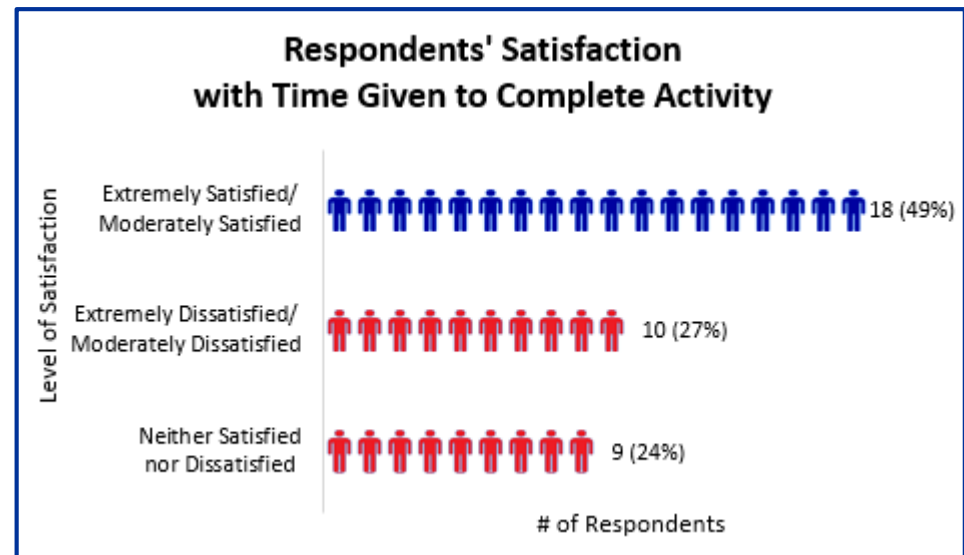 Respondents' Satisfaction
with Time Given to Complete Activity
Level of Satisfaction
Extremely Satisfied/
Moderately Satisfied
18 (49%)
Extremely Dissatisfied/
Moderately Dissatisfied
10 (27%)
Neither Satisfied
nor Dissatisfied
9 (24%)
# of Respondents